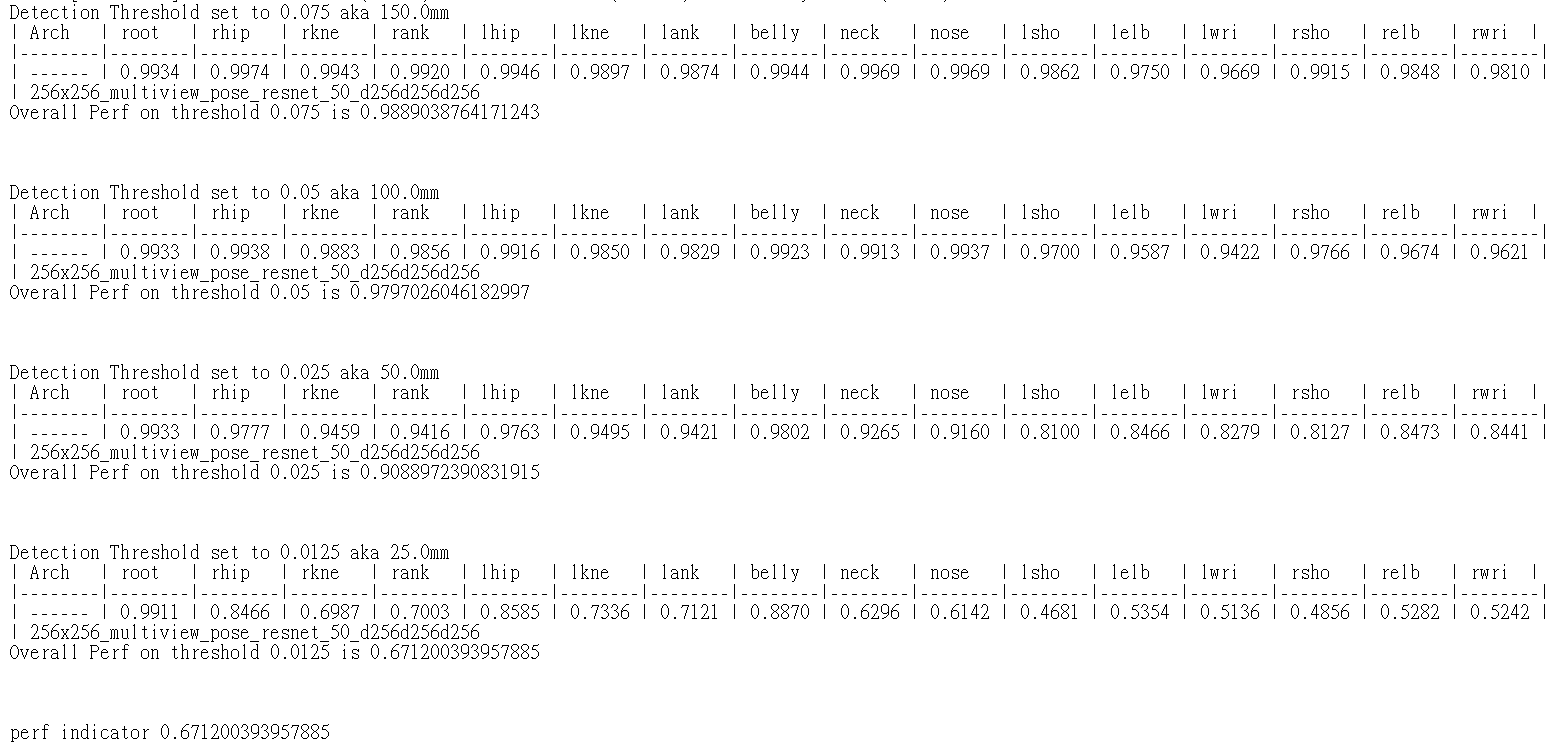 Detection Threshold set to 0.075 aka 150.0mm
| Arch | root | rhip | rkne | rank | lhip | lkne | lank | belly | neck | nose | lsho | lelb | lwri | rsho | relb | rwri |
|--------|--------|--------|--------|--------|--------|--------|--------|--------|--------|--------|--------|--------|--------|--------|--------|--------|
| ------ | 0.9934 | 0.9974 | 0.9943 | 0.9920 | 0.9946 | 0.9897 | 0.9874 | 0.9944 | 0.9969 | 0.9969 | 0.9862 | 0.9750 | 0.9669 | 0.9915 | 0.9848 | 0.9810 |
| 256x256_multiview_pose_resnet_50_d256d256d256
Overall Perf on threshold 0.075 is 0.9889038764171243
Detection Threshold set to 0.05 aka 100.0mm
| Arch | root | rhip | rkne | rank | lhip | lkne | lank | belly | neck | nose | lsho | lelb | lwri | rsho | relb | rwri |
|--------|--------|--------|--------|--------|--------|--------|--------|--------|--------|--------|--------|--------|--------|--------|--------|--------|
| ------ | 0.9933 | 0.9938 | 0.9883 | 0.9856 | 0.9916 | 0.9850 | 0.9829 | 0.9923 | 0.9913 | 0.9937 | 0.9700 | 0.9587 | 0.9422 | 0.9766 | 0.9674 | 0.9621 |
| 256x256_multiview_pose_resnet_50_d256d256d256
Overall Perf on threshold 0.05 is 0.9797026046182997
Detection Threshold set to 0.025 aka 50.0mm
| Arch | root | rhip | rkne | rank | lhip | lkne | lank | belly | neck | nose | lsho | lelb | lwri | rsho | relb | rwri |
|--------|--------|--------|--------|--------|--------|--------|--------|--------|--------|--------|--------|--------|--------|--------|--------|--------|
| ------ | 0.9933 | 0.9777 | 0.9459 | 0.9416 | 0.9763 | 0.9495 | 0.9421 | 0.9802 | 0.9265 | 0.9160 | 0.8100 | 0.8466 | 0.8279 | 0.8127 | 0.8473 | 0.8441 |
| 256x256_multiview_pose_resnet_50_d256d256d256
Overall Perf on threshold 0.025 is 0.9088972390831915
Detection Threshold set to 0.0125 aka 25.0mm
| Arch | root | rhip | rkne | rank | lhip | lkne | lank | belly | neck | nose | lsho | lelb | lwri | rsho | relb | rwri |
|--------|--------|--------|--------|--------|--------|--------|--------|--------|--------|--------|--------|--------|--------|--------|--------|--------|
| ------ | 0.9911 | 0.8466 | 0.6987 | 0.7003 | 0.8585 | 0.7336 | 0.7121 | 0.8870 | 0.6296 | 0.6142 | 0.4681 | 0.5354 | 0.5136 | 0.4856 | 0.5282 | 0.5242 |
| 256x256_multiview_pose_resnet_50_d256d256d256
Overall Perf on threshold 0.0125 is 0.671200393957885
perf indicator 0.671200393957885